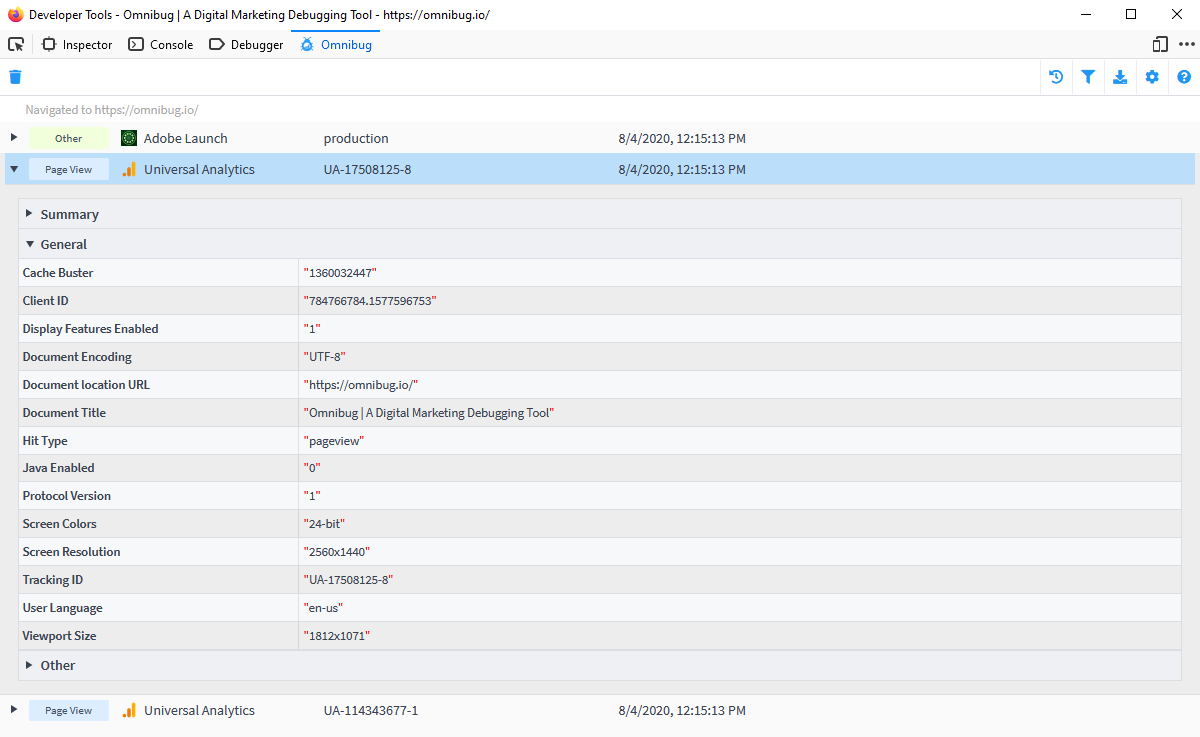 Developer Tools - Omnibug | A Digital Marketing Debugging Tool - https://omnibug.io/
Inspector Console Debugger Omnibug
Navigated to https://omnibug.io/
Other Adobe Launch production 8/4/2020, 12:15:13 PM
Page View Universal Analytics UA-17508125-8 8/4/2020, 12:15:13 PM
Summary
General
Cache Buster "1360032447"
Client ID "784766784.1577596753"
Display Features Enabled "1"
Document Encoding "UTF-8"
Document location URL "https://omnibug.io/"
Document Title "Omnibug | A Digital Marketing Debugging Tool"
Hit Type "pageview"
Java Enabled "0"
Protocol Version "1"
Screen Colors "24-bit"
Screen Resolution "2560x1440"
Tracking ID "UA-17508125-8"
User Language "en-us"
Viewport Size "1812x1071"
Other
Page View Universal Analytics UA-114343677-1 8/4/2020, 12:15:13 PM